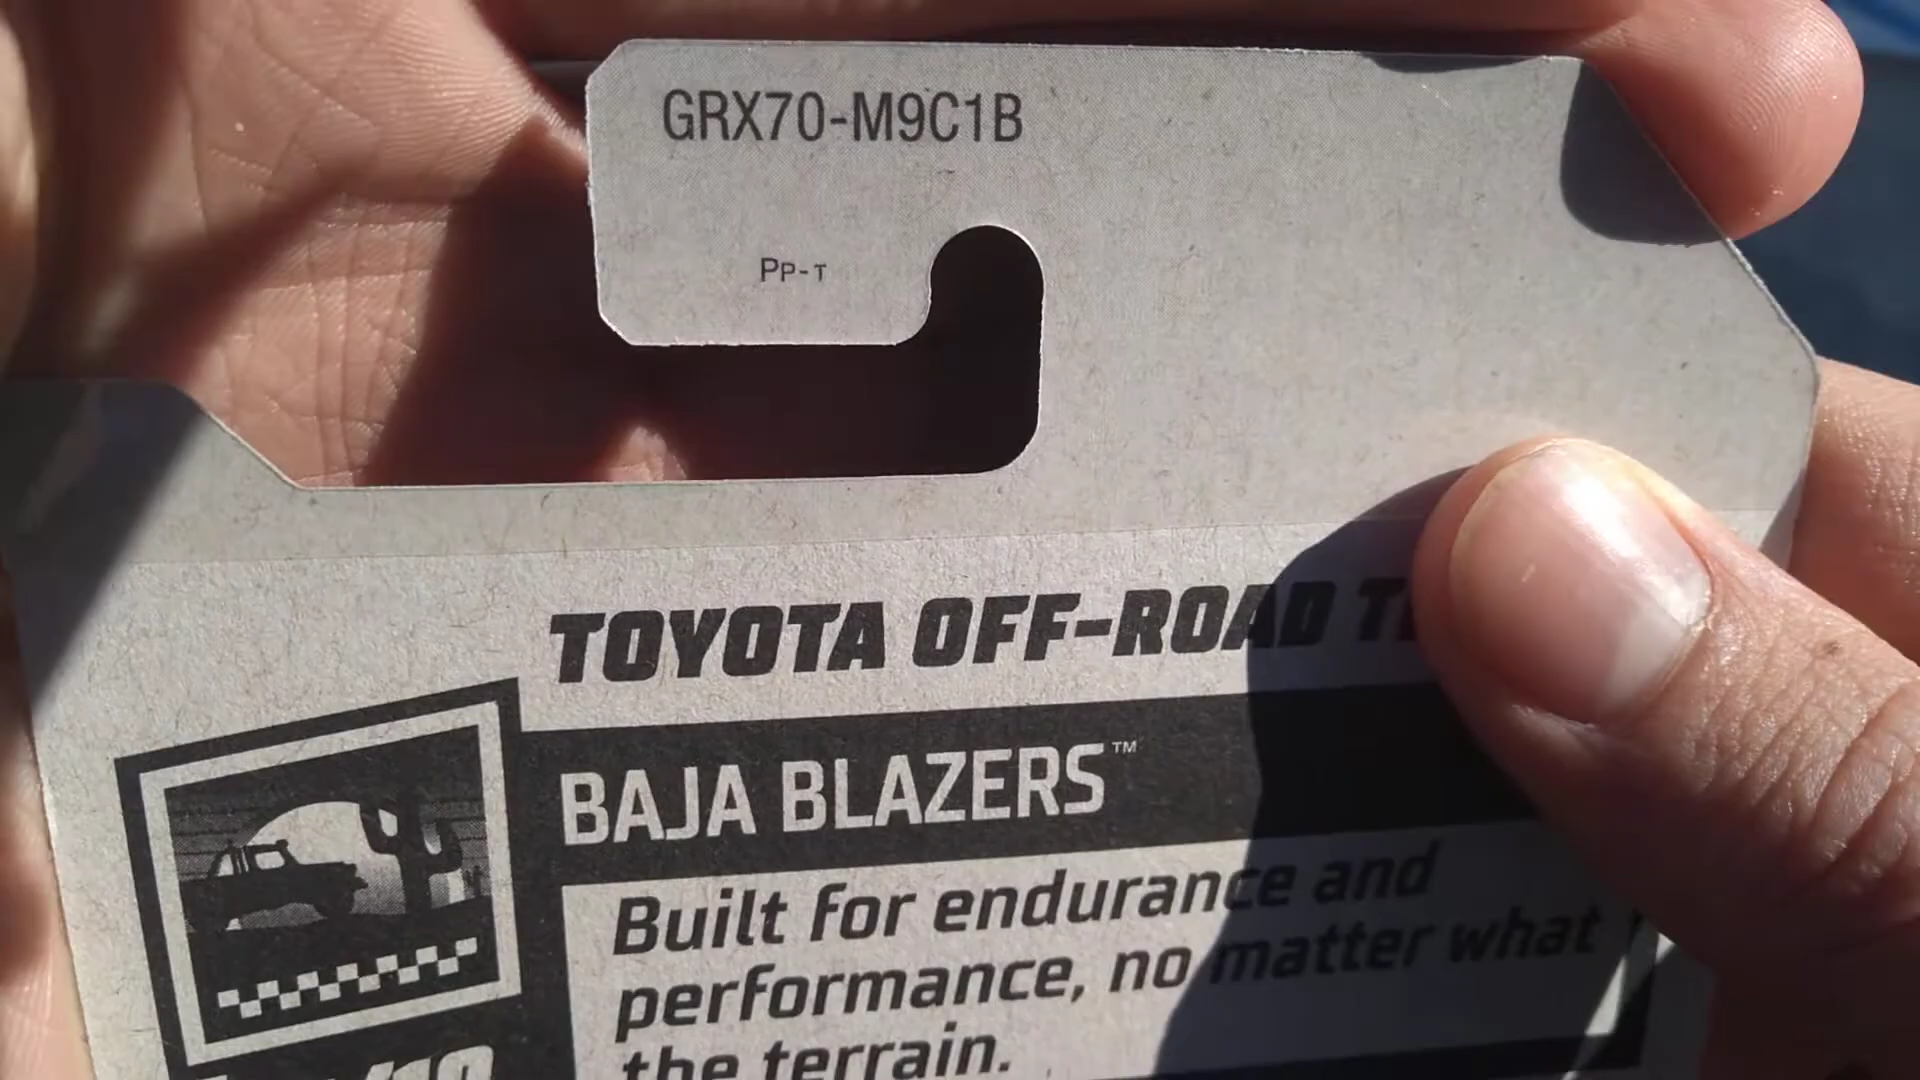 GRX70-M9C1B
PP-T
TOYOTA OFF-ROAD
BAJA BLAZERS™
Built for endurance and
performance, no matter what
the terrain.